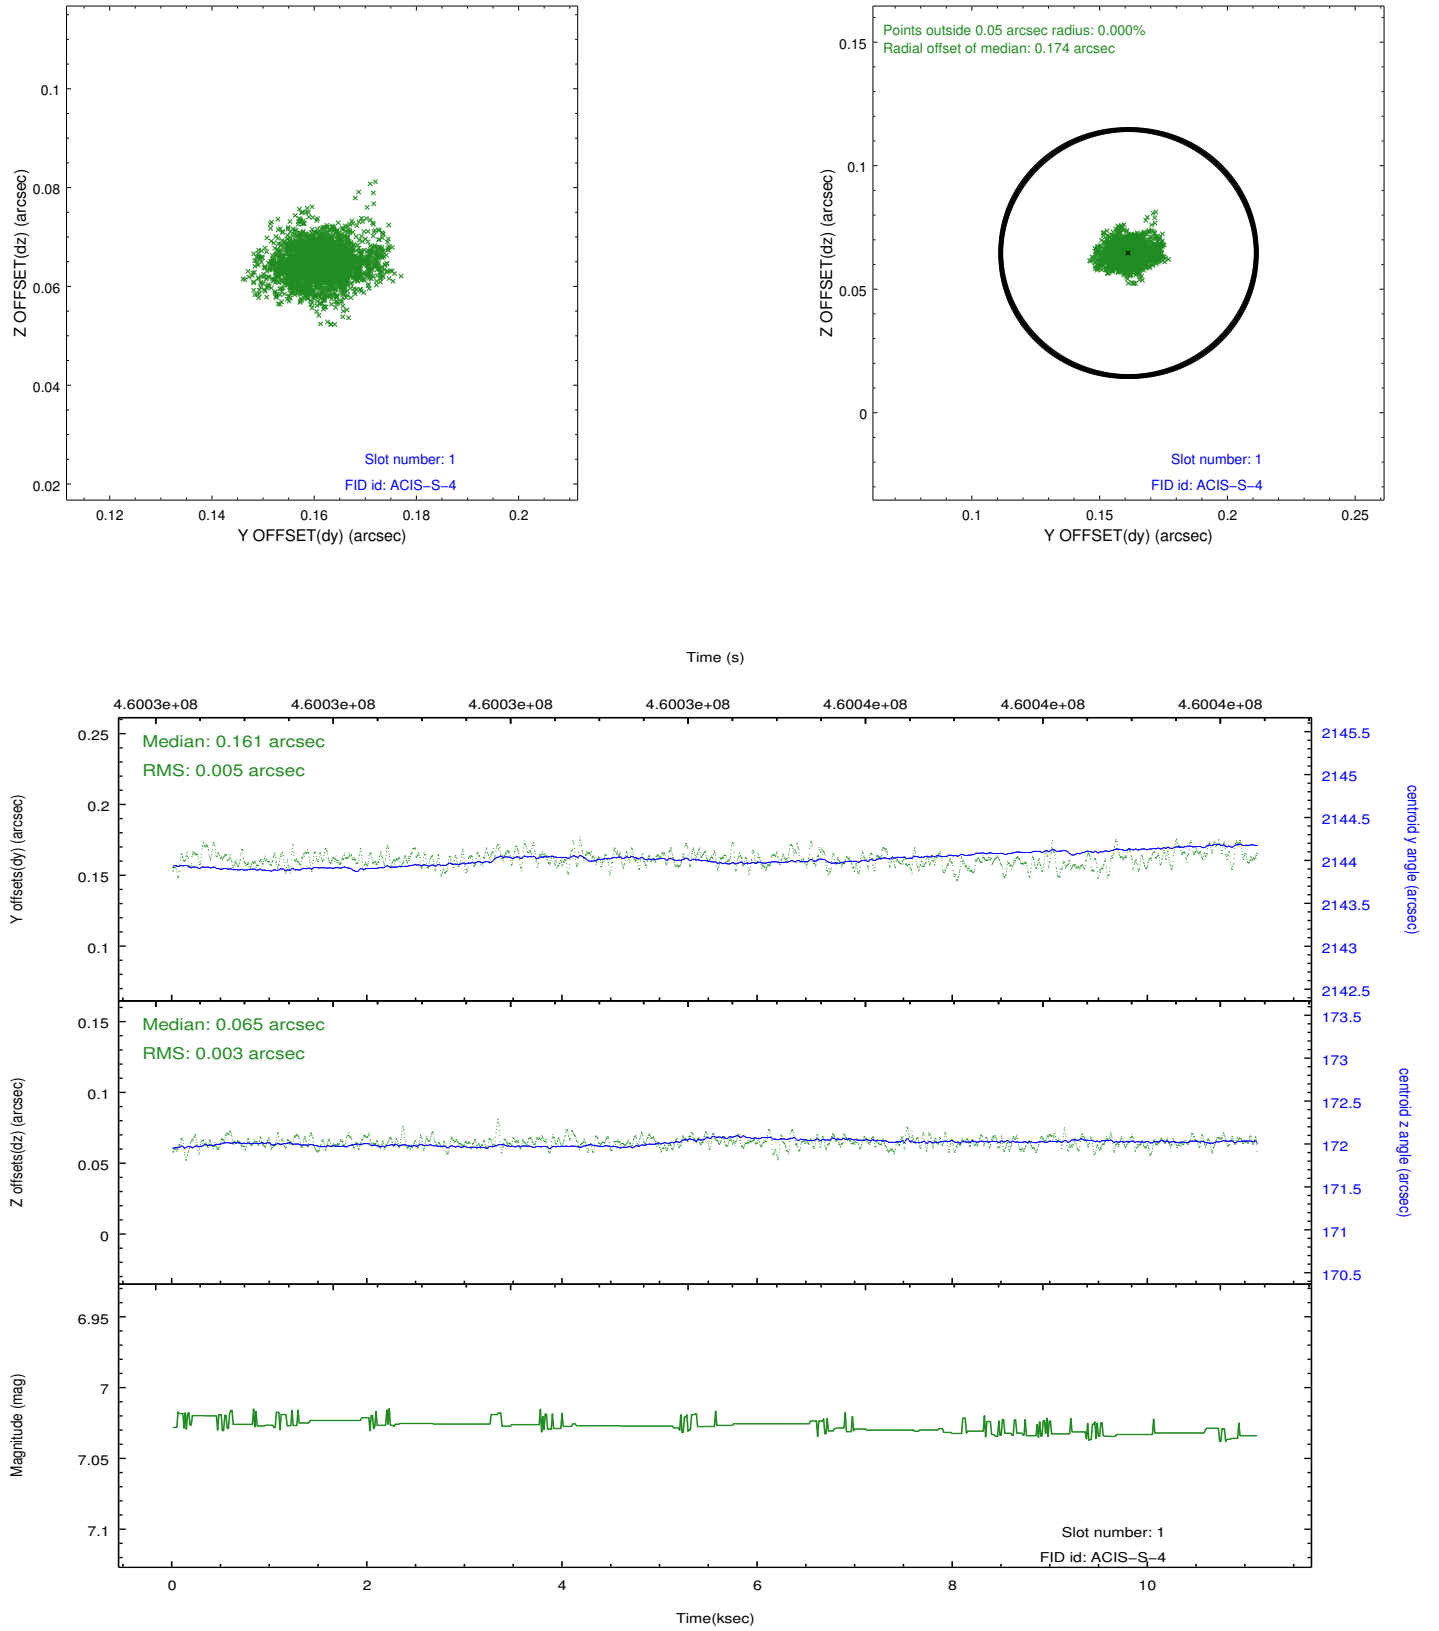 0.1
0.08
0.06
0.04
0.02
Z OFFSET(dz) (arcsec)
Slot number: 1
FID id: ACIS−S−4
0.12 0.14 0.16 0.18 0.2
Y OFFSET(dy) (arcsec)
Points outside 0.05 arcsec radius: 0.000%
Radial offset of median: 0.174 arcsec
0.15
0.1
0.05
0
Z OFFSET(dz) (arcsec)
Slot number: 1
FID id: ACIS−S−4
0.1 0.15 0.2 0.25
Y OFFSET(dy) (arcsec)
Time (s)
4.6003e+08 4.6003e+08 4.6003e+08 4.6003e+08 4.6004e+08 4.6004e+08 4.6004e+08
Median: 0.161 arcsec
RMS: 0.005 arcsec
0.25
0.2
0.15
0.1
Y offsets(dy) (arcsec)
2145.5
2145
2144.5
2144
2143.5
2143
2142.5
centroid y angle (arcsec)
Median: 0.065 arcsec
RMS: 0.003 arcsec
0.15
0.1
0.05
0
Z offsets(dz) (arcsec)
173.5
173
172.5
172
171.5
171
170.5
centroid z angle (arcsec)
6.95
7
7.05
7.1
Magnitude (mag)
Slot number: 1
FID id: ACIS−S−4
0 2 4 6 8 10
Time(ksec)